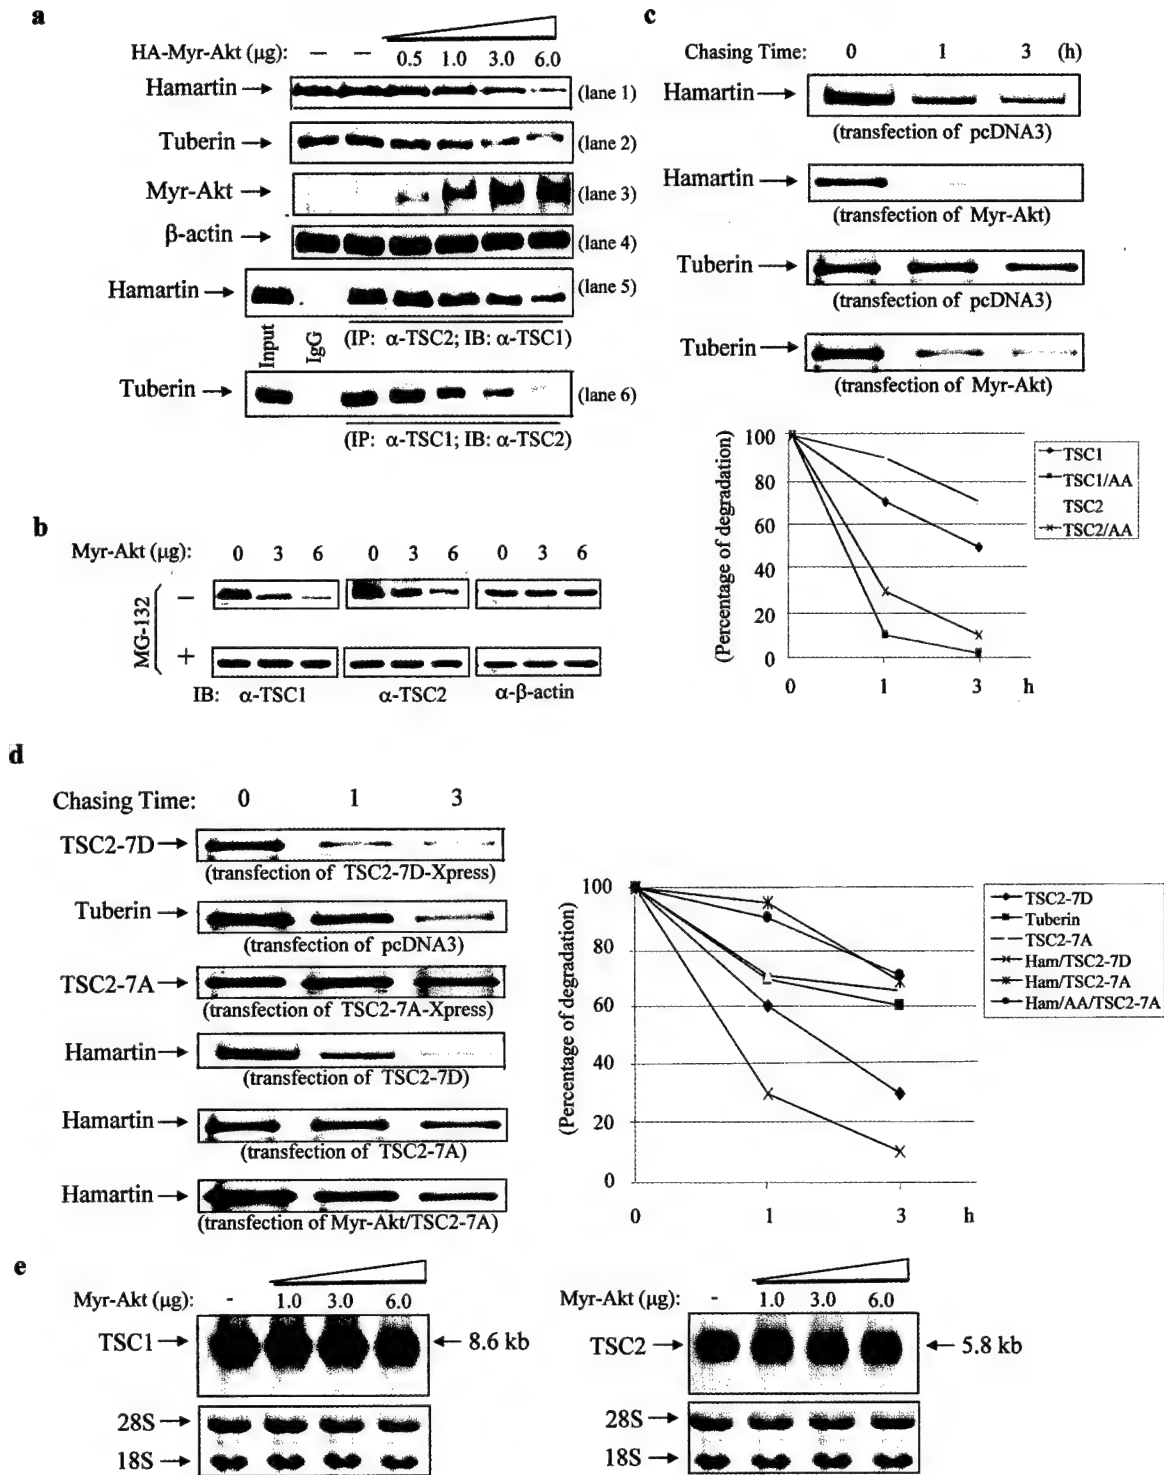 a
HA-Myr-Akt (μg): – – 0.5 1.0 3.0 6.0
Hamartin (lane 1)
Tuberin (lane 2)
Myr-Akt (lane 3)
β-actin (lane 4)
Hamartin (lane 5)
Input IgG (IP: α-TSC2; IB: α-TSC1)
Tuberin (lane 6)
(IP: α-TSC1; IB: α-TSC2)
b
Myr-Akt (μg): 0 3 6 0 3 6 0 3 6
MG-132
–
+
IB: α-TSC1 α-TSC2 α-β-actin
c
Chasing Time: 0 1 3 (h)
Hamartin
(transfection of pcDNA3)
Hamartin
(transfection of Myr-Akt)
Tuberin
(transfection of pcDNA3)
Tuberin
(transfection of Myr-Akt)
(Percentage of degradation)
100
80
60
40
20
0
0 1 3 h
TSC1
TSC1/AA
TSC2
TSC2/AA
d
Chasing Time: 0 1 3
TSC2-7D
(transfection of TSC2-7D-Xpress)
Tuberin
(transfection of pcDNA3)
TSC2-7A
(transfection of TSC2-7A-Xpress)
Hamartin
(transfection of TSC2-7D)
Hamartin
(transfection of TSC2-7A)
Hamartin
(transfection of Myr-Akt/TSC2-7A)
(Percentage of degradation)
100
80
60
40
20
0
0 1 3 h
TSC2-7D
Tuberin
TSC2-7A
Ham/TSC2-7D
Ham/TSC2-7A
Ham/AA/TSC2-7A
e
Myr-Akt (μg): - 1.0 3.0 6.0
TSC1 8.6 kb
28S
18S
Myr-Akt (μg): - 1.0 3.0 6.0
TSC2 5.8 kb
28S
18S